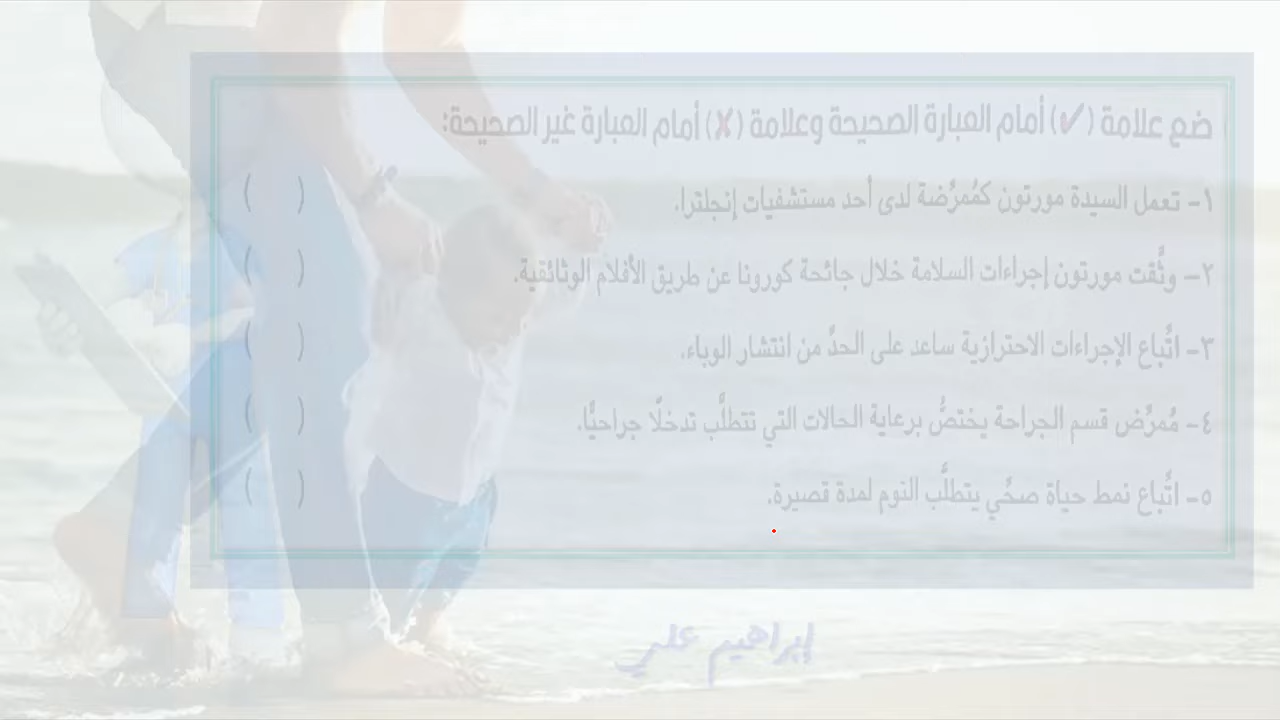 ضع علامة (✔) أمام العبارة الصحيحة وعلامة (✘) أمام العبارة غير الصحيحة:
١- تعمل السيدة مورتون كمُمرِّضة لدى أحد مستشفيات إنجلترا. ( )
٢- وثَّقت مورتون إجراءات السلامة خلال جائحة كورونا عن طريق الأفلام الوثائقية. ( )
٣- اتِّباع الإجراءات الاحترازية ساعد على الحدِّ من انتشار الوباء. ( )
٤- مُمرِّض قسم الجراحة يختصُّ برعاية الحالات التي تتطلَّب تدخلًا جراحيًّا. ( )
٥- اتِّباع نمط حياة صحِّي يتطلَّب النوم لمدة قصيرة. ( )
إبراهيم علي